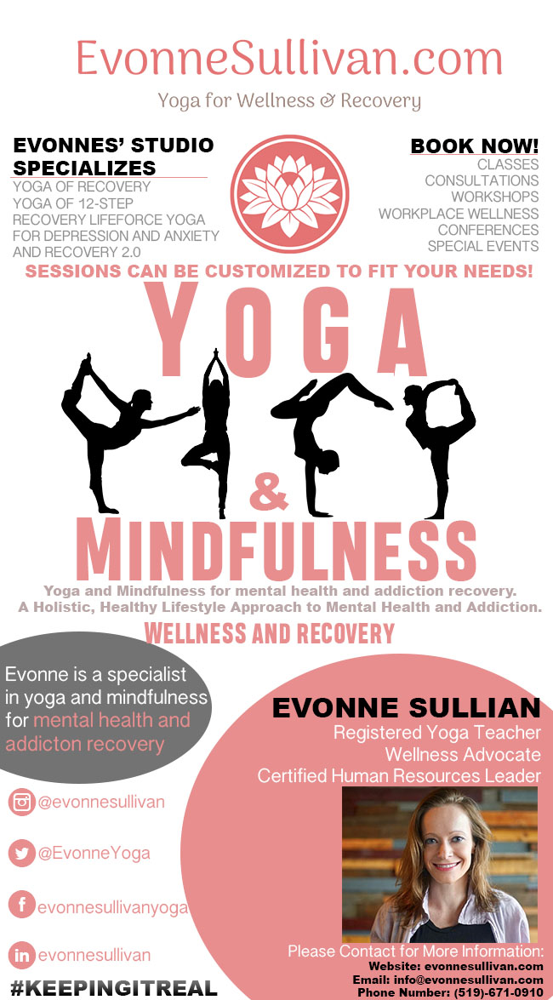 EvonneSullivan.com
Yoga for Wellness & Recovery
EVONNES' STUDIO
SPECIALIZES
YOGA OF RECOVERY
YOGA OF 12-STEP
RECOVERY LIFEFORCE YOGA
FOR DEPRESSION AND ANXIETY
AND RECOVERY 2.0
BOOK NOW!
CLASSES
CONSULTATIONS
WORKSHOPS
WORKPLACE WELLNESS
CONFERENCES
SPECIAL EVENTS
SESSIONS CAN BE CUSTOMIZED TO FIT YOUR NEEDS!
YOGA
&
MINDFULNESS
Yoga and Mindfulness for mental health and addiction recovery.
A Holistic, Healthy Lifestyle Approach to Mental Health and Addiction.
WELLNESS AND RECOVERY
Evonne is a specialist
in yoga and mindfulness
for mental health and
addicton recovery
EVONNE SULLIAN
Registered Yoga Teacher
Wellness Advocate
Certified Human Resources Leader
@evonnesullivan
@EvonneYoga
f evonnesullivanyoga
in evonnesullivan
#KEEPINGITREAL
Please Contact for More Information:
Website: evonnesullivan.com
Email: info@evonnesullivan.com
Phone Number: (519)-671-0910